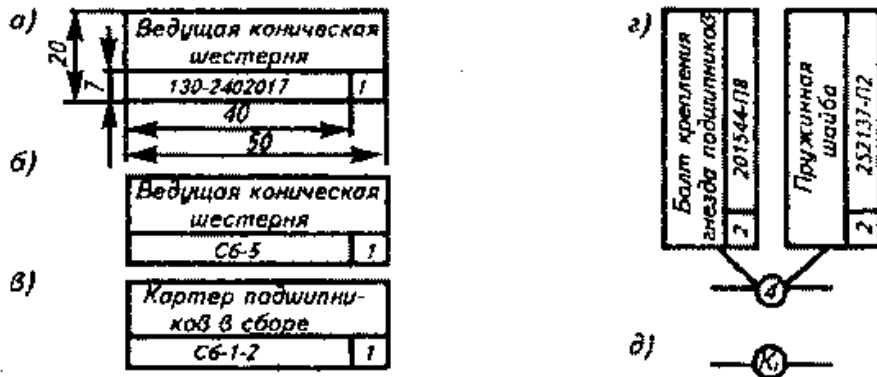 а)
20
7
Ведущая коническая
шестерня
130-2402017
1
40
50
б)
Ведущая коническая
шестерня
С6-5
1
в)
Картер подшипни-
ков в сборе
С6-1-2
1
г)
Болт крепления
гнезда подшипников
201544-П8
2
Пружинная
шайба
252137-П2
2
4
д)
К₁